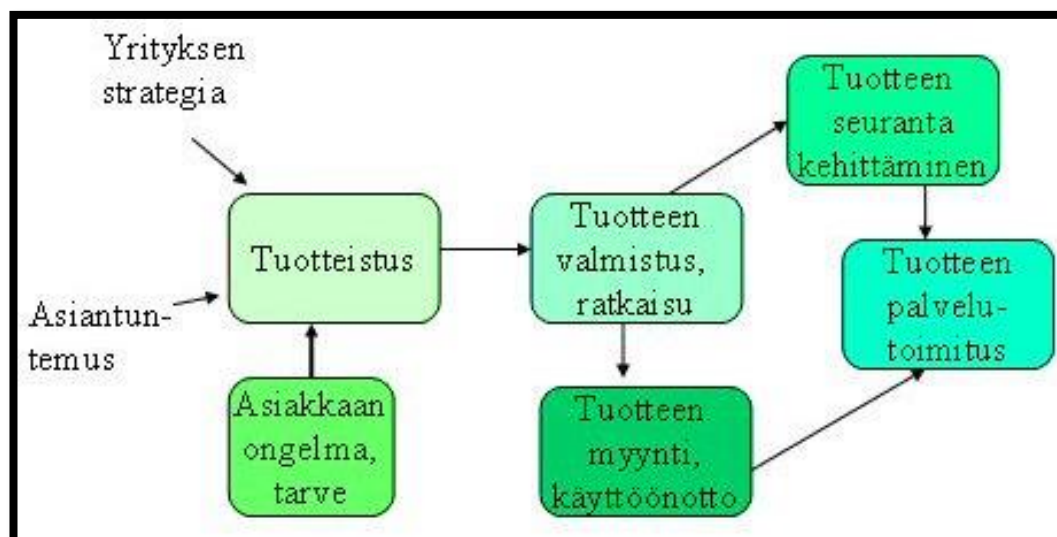 Yrityksen
strategia
Asiantun-
temus
Asiakkaan
ongelma,
tarve
Tuotteistus
Tuotteen
valmistus,
ratkaisu
Tuotteen
seuranta
kehittäminen
Tuotteen
myynti,
käyttöönotto
Tuotteen
palvelu-
toimitus